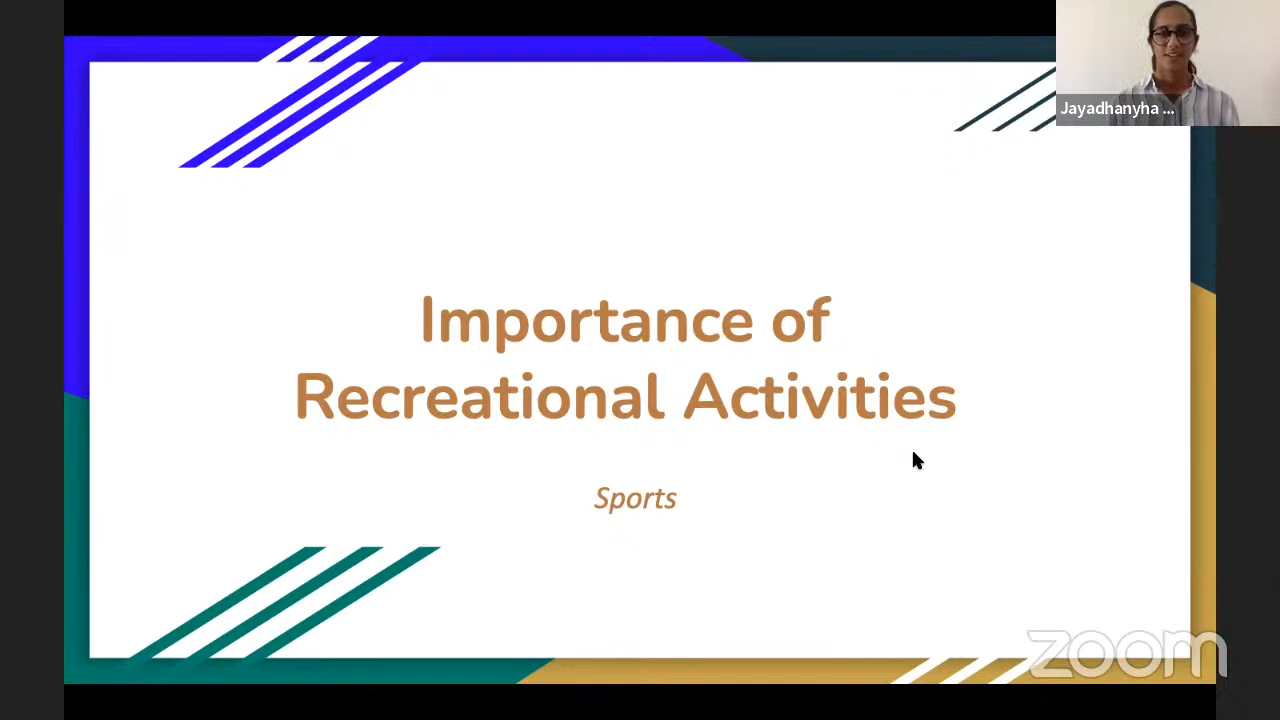 Jayadhanyha ...
Importance of
Recreational Activities
Sports
zoom